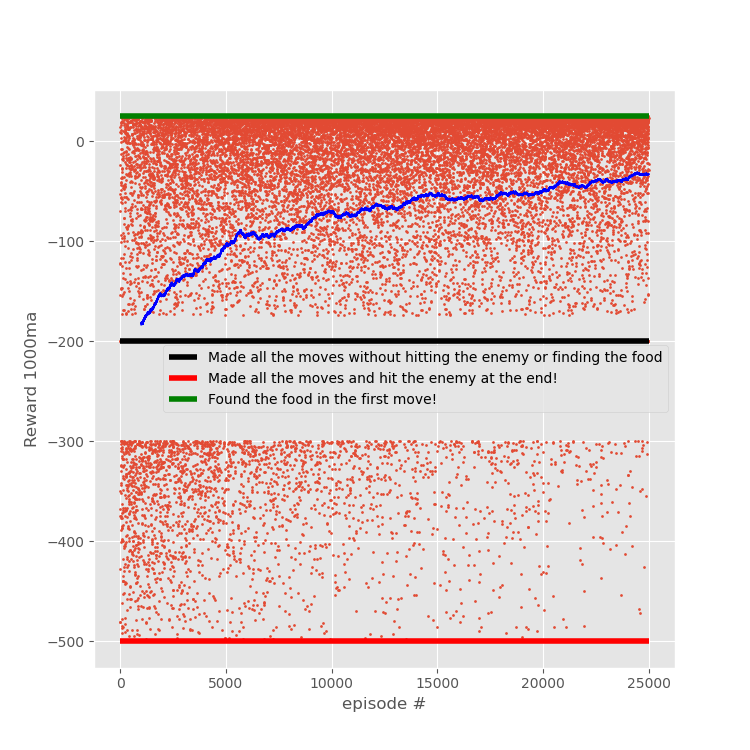 0
−100
−200
−300
−400
−500
Reward 1000ma
Made all the moves without hitting the enemy or finding the food
Made all the moves and hit the enemy at the end!
Found the food in the first move!
0 5000 10000 15000 20000 25000
episode #